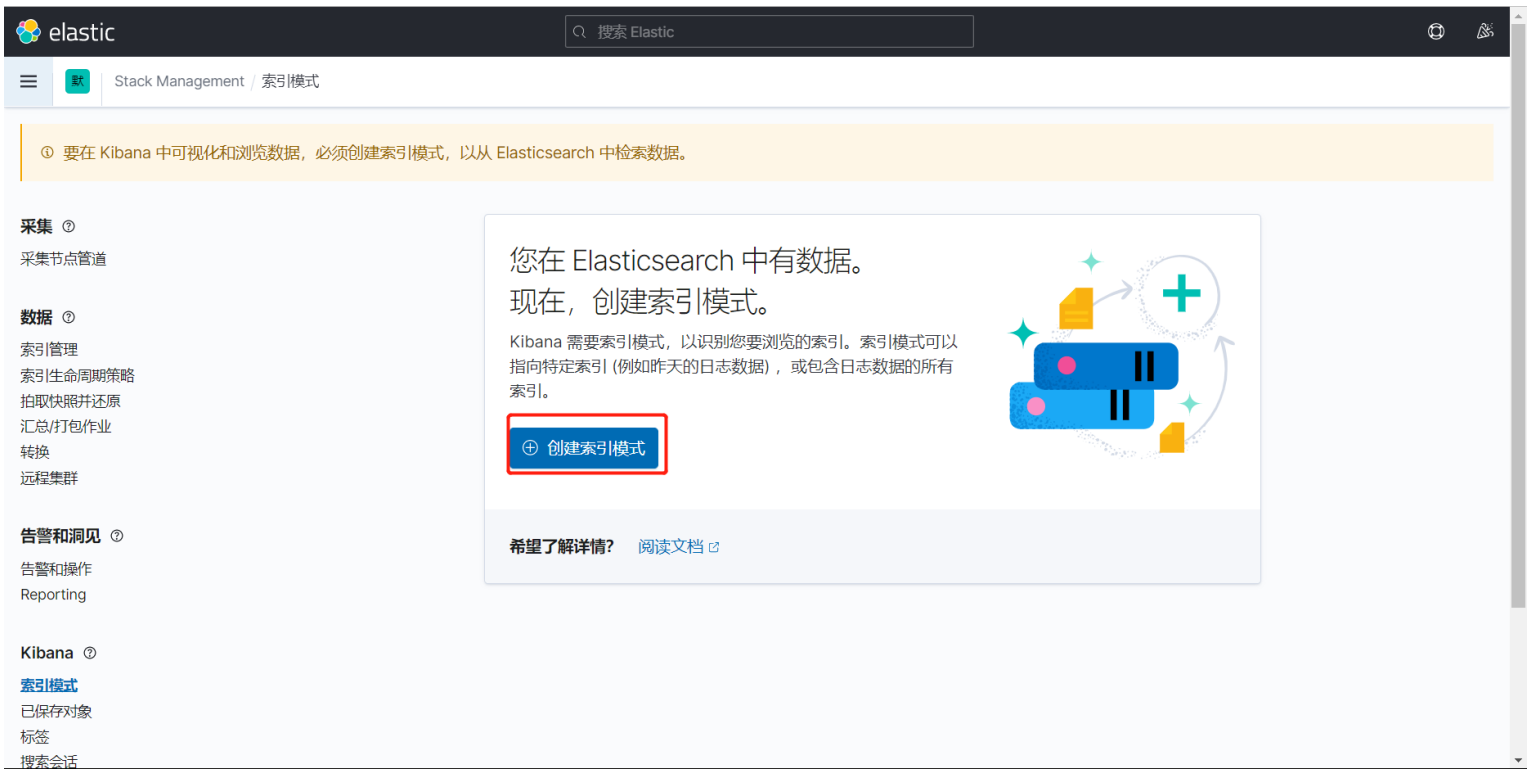 elastic
搜索 Elastic
默
Stack Management / 索引模式
要在 Kibana 中可视化和浏览数据，必须创建索引模式，以从 Elasticsearch 中检索数据。
采集
采集节点管道
数据
索引管理
索引生命周期策略
拍取快照并还原
汇总/打包作业
转换
远程集群
告警和洞见
告警和操作
Reporting
Kibana
索引模式
已保存对象
标签
搜索会话
您在 Elasticsearch 中有数据。
现在，创建索引模式。
Kibana 需要索引模式，以识别您要浏览的索引。索引模式可以
指向特定索引 (例如昨天的日志数据) ，或包含日志数据的所有
索引。
创建索引模式
希望了解详情? 阅读文档